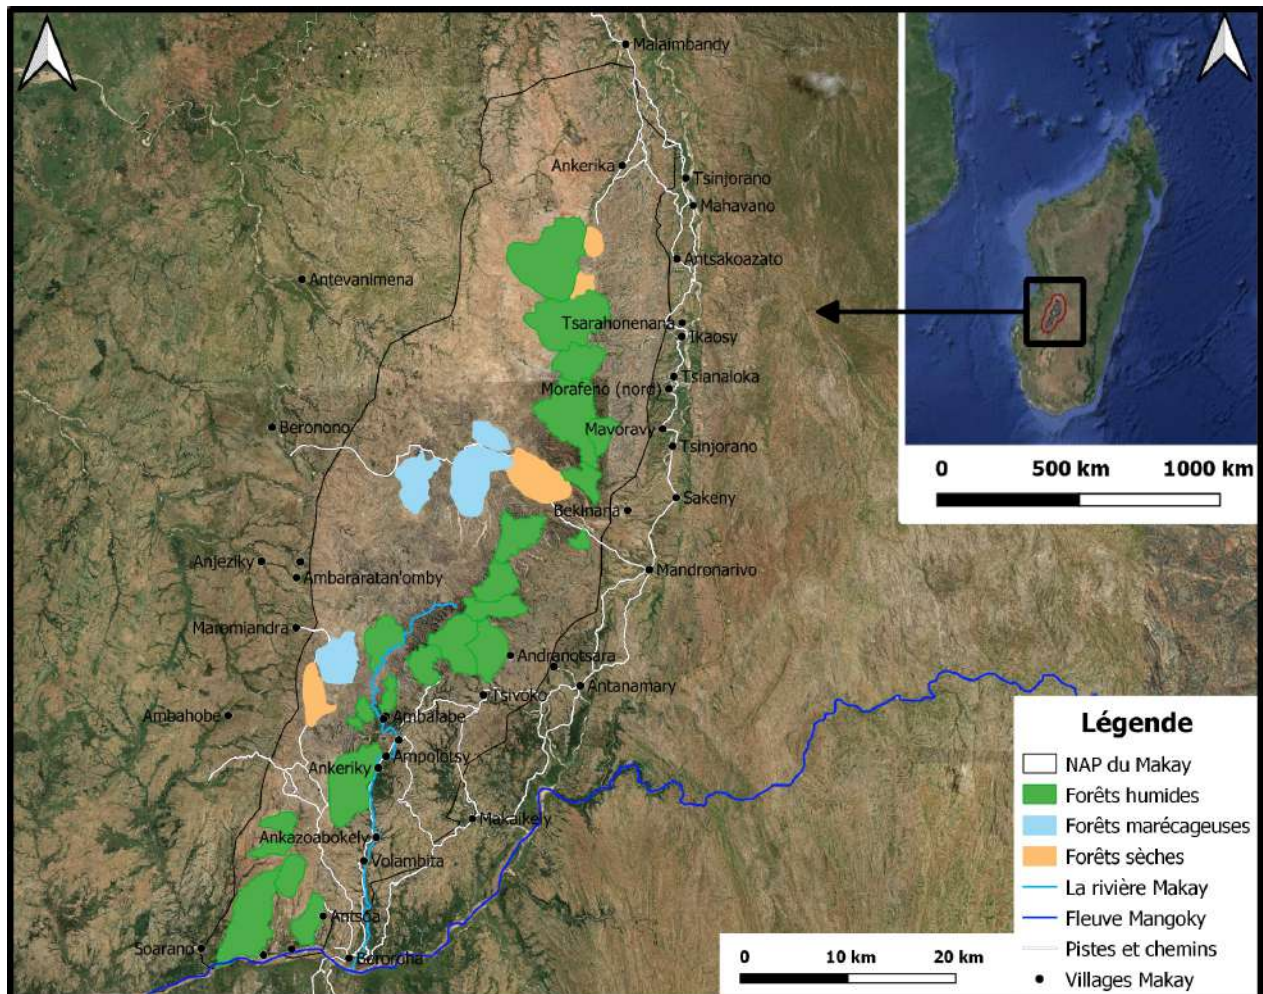 Malaimbandy
Ankerika
Tsinjorano
Mahavano
Antsakoazato
Antevanimena
Tsarahonenana
Ikaosy
Tsianaloka
Morafeno (nord)
Beronono
Mavoravy
Tsinjorano
Sakeny
Bekinana
Anjeziky
Mandronarivo
Ambararatan'omby
Maromiandra
Andranotsara
Antanamary
Tsivoko
Ambahobe
Ambalabe
Ampolotsy
Ankeriky
Makaikely
Ankazoabokely
Volambita
Antsoa
Soarano
Beroroha
0 500 km 1000 km
Légende
NAP du Makay
Forêts humides
Forêts marécageuses
Forêts sèches
La rivière Makay
Fleuve Mangoky
Pistes et chemins
Villages Makay
0 10 km 20 km